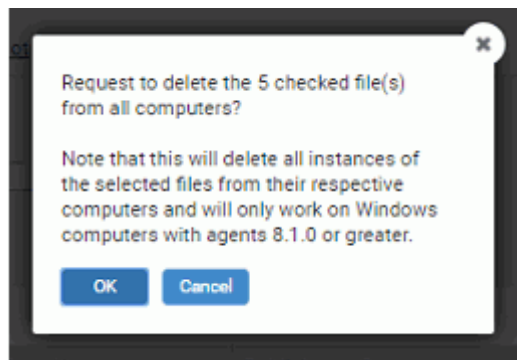 Request to delete the 5 checked file(s)
from all computers?
Note that this will delete all instances of
the selected files from their respective
computers and will only work on Windows
computers with agents 8.1.0 or greater.
OK
Cancel